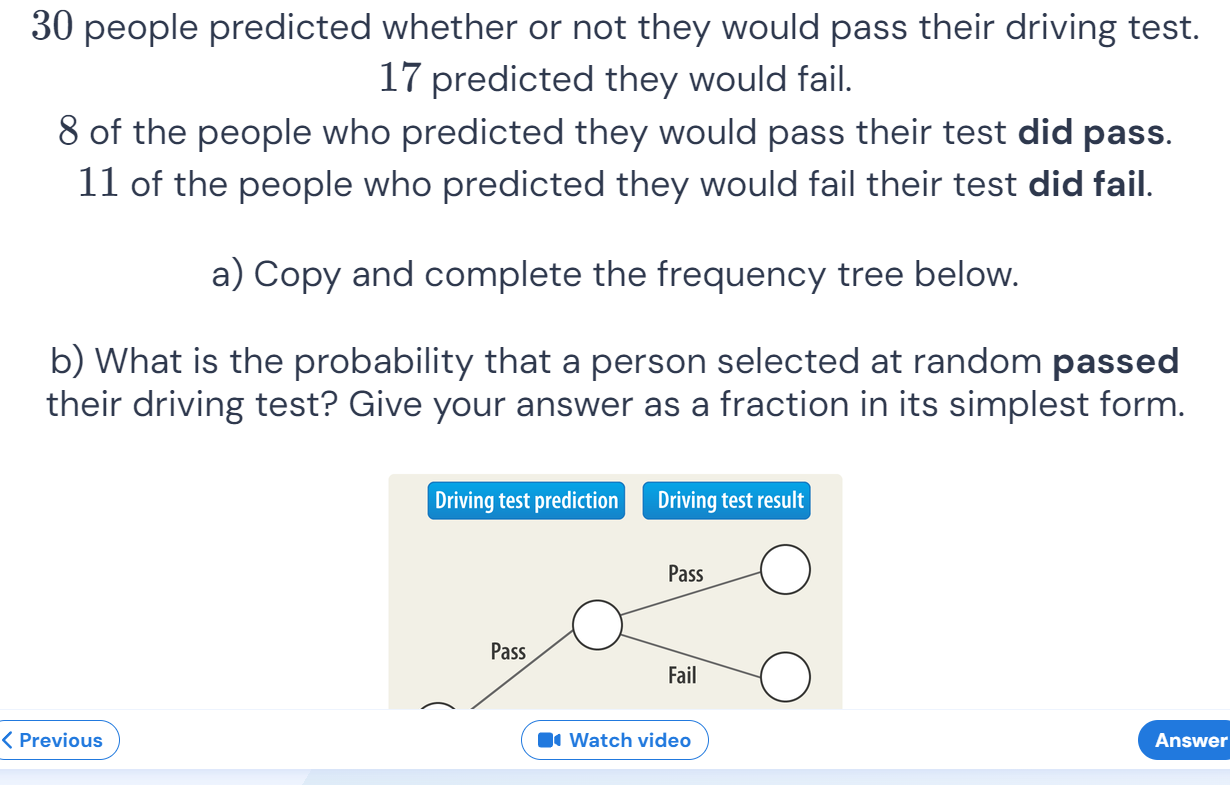 30 people predicted whether or not they would pass their driving test.
17 predicted they would fail.
8 of the people who predicted they would pass their test did pass.
11 of the people who predicted they would fail their test did fail.
a) Copy and complete the frequency tree below.
b) What is the probability that a person selected at random passed
their driving test? Give your answer as a fraction in its simplest form.
Driving test prediction
Driving test result
Pass
Pass
Fail
Previous
Watch video
Answer